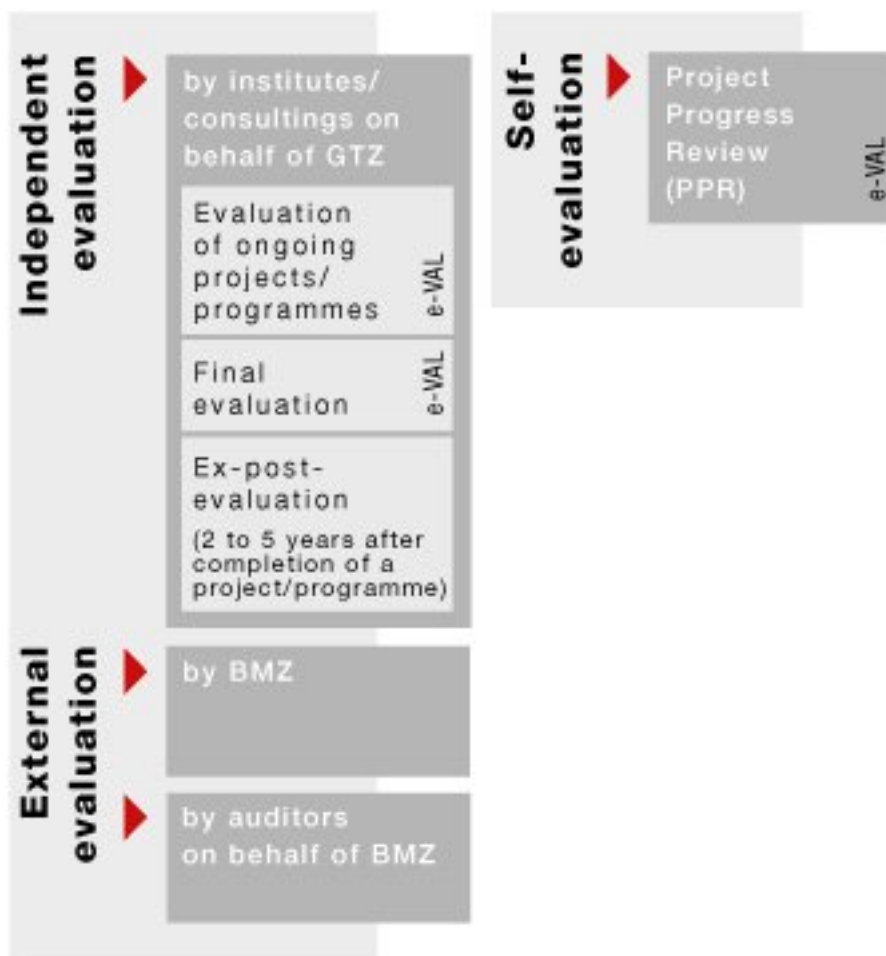 Independent
evaluation
by institutes/
consultings on
behalf of GTZ
Evaluation
of ongoing
projects/
programmes
e-VAL
Final
evaluation
e-VAL
Ex-post-
evaluation
(2 to 5 years after
completion of a
project/programme)
External
evaluation
by BMZ
by auditors
on behalf of BMZ
Self-
evaluation
Project
Progress
Review
(PPR)
e-VAL